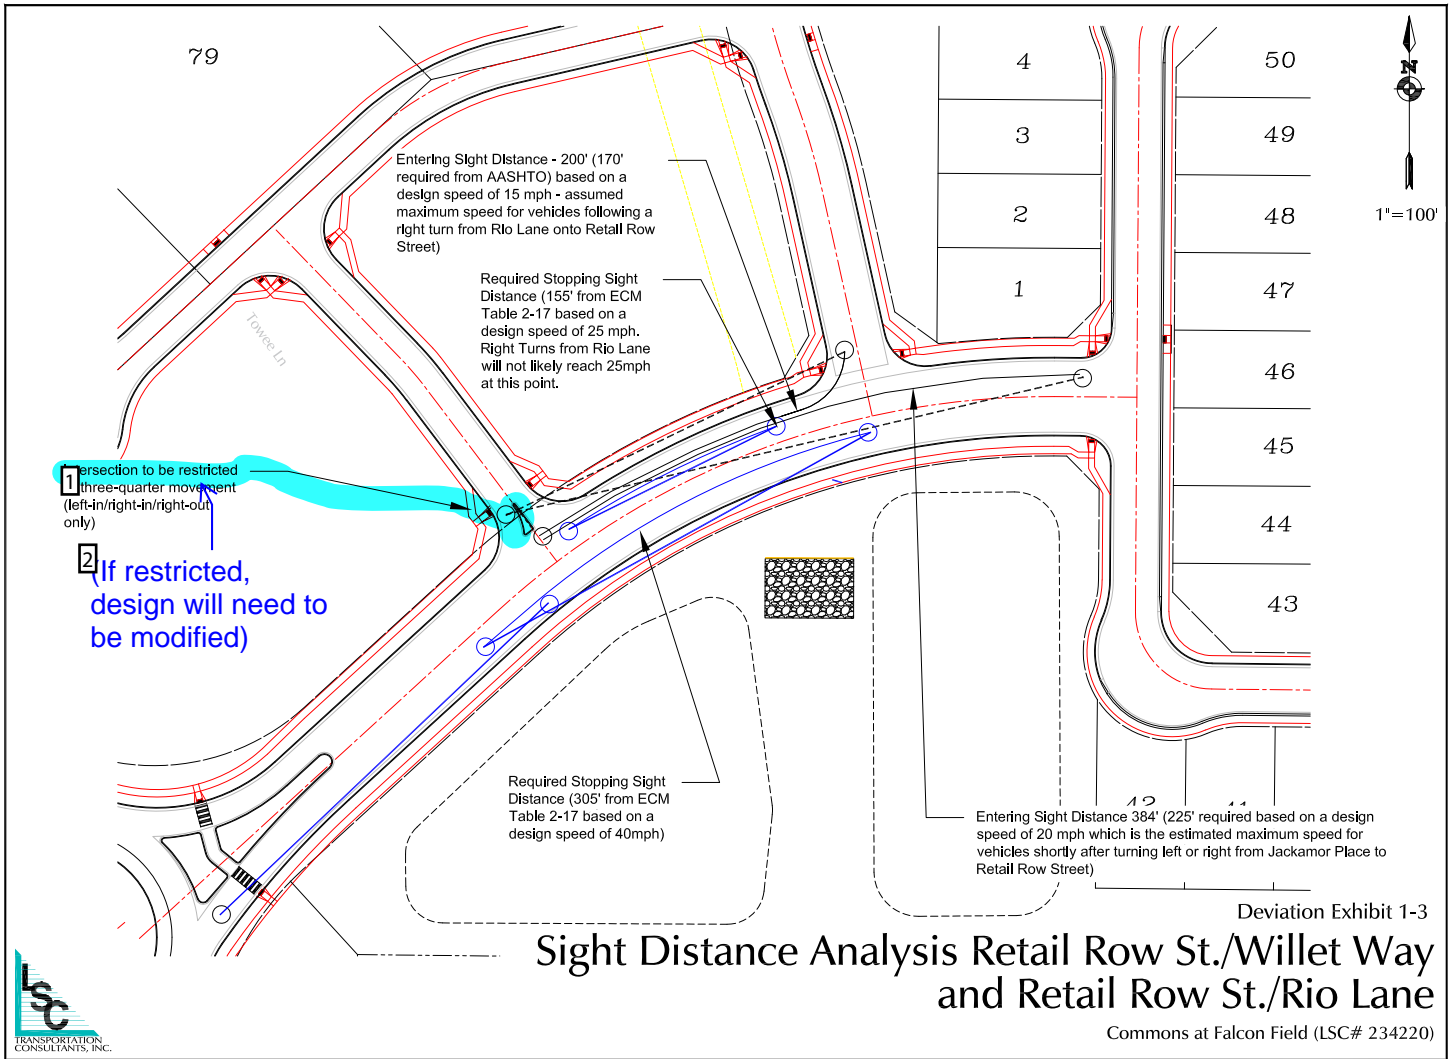 79
4
3
2
1
50
49
48
47
46
45
44
43
N
1"=100'
Entering Sight Distance - 200' (170'
required from AASHTO) based on a
design speed of 15 mph - assumed
maximum speed for vehicles following a
right turn from Rio Lane onto Retail Row
Street)
Required Stopping Sight
Distance (155' from ECM
Table 2-17 based on a
design speed of 25 mph.
Right Turns from Rio Lane
will not likely reach 25mph
at this point.
Towee Ln
1
ersection to be restricted
three-quarter movement
(left-in/right-in/right-out
only)
2
(If restricted,
design will need to
be modified)
Required Stopping Sight
Distance (305' from ECM
Table 2-17 based on a
design speed of 40mph)
42
41
Entering Sight Distance 384' (225' required based on a design
speed of 20 mph which is the estimated maximum speed for
vehicles shortly after turning left or right from Jackamor Place to
Retail Row Street)
Deviation Exhibit 1-3
Sight Distance Analysis Retail Row St./Willet Way
and Retail Row St./Rio Lane
Commons at Falcon Field (LSC# 234220)
LSC
TRANSPORTATION
CONSULTANTS, INC.